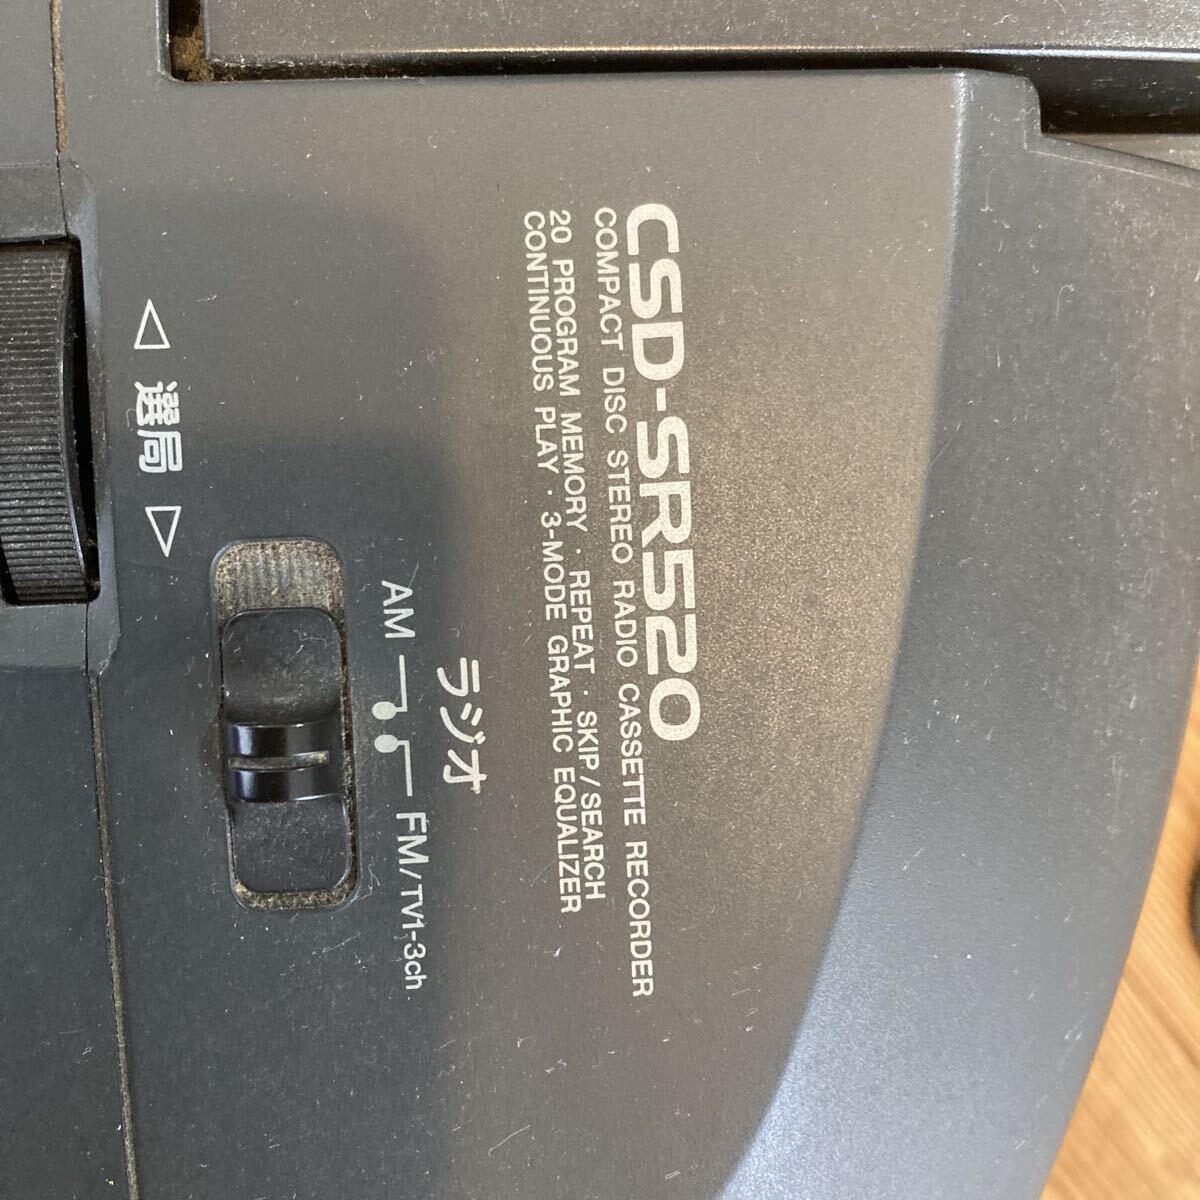 CSD-SR520
COMPACT DISC STEREO RADIO CASSETTE RECORDER
20 PROGRAM MEMORY · REPEAT · SKIP/SEARCH
CONTINUOUS PLAY · 3-MODE GRAPHIC EQUALIZER
ラジオ
AM FM/TV1-3ch
◁ 選局 ▷